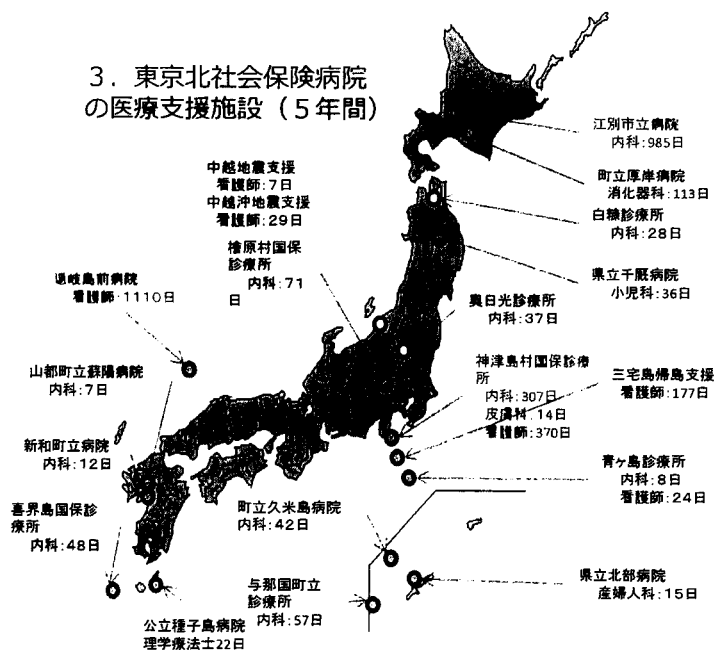 3．東京北社会保険病院
の医療支援施設（5年間）
江別市立病院
内科：985日
町立厚岸病院
消化器科：113日
白糠診療所
内科：28日
県立千厩病院
小児科：36日
中越地震支援
看護師：7日
中越沖地震支援
看護師：29日
檜原村国保
診療所
内科：71
日
奥日光診療所
内科：37日
隠岐島前病院
看護師：1110日
神津島村国保診療
所
内科：307日
皮膚科：14日
看護師：370日
三宅島帰島支援
看護師：177日
山都町立蘇陽病院
内科：7日
新和町立病院
内科：12日
青ヶ島診療所
内科：8日
看護師：24日
喜界島国保診
療所
内科：48日
町立久米島病院
内科：42日
与那国町立
診療所
内科：57日
県立北部病院
産婦人科：15日
公立種子島病院
理学療法士22日